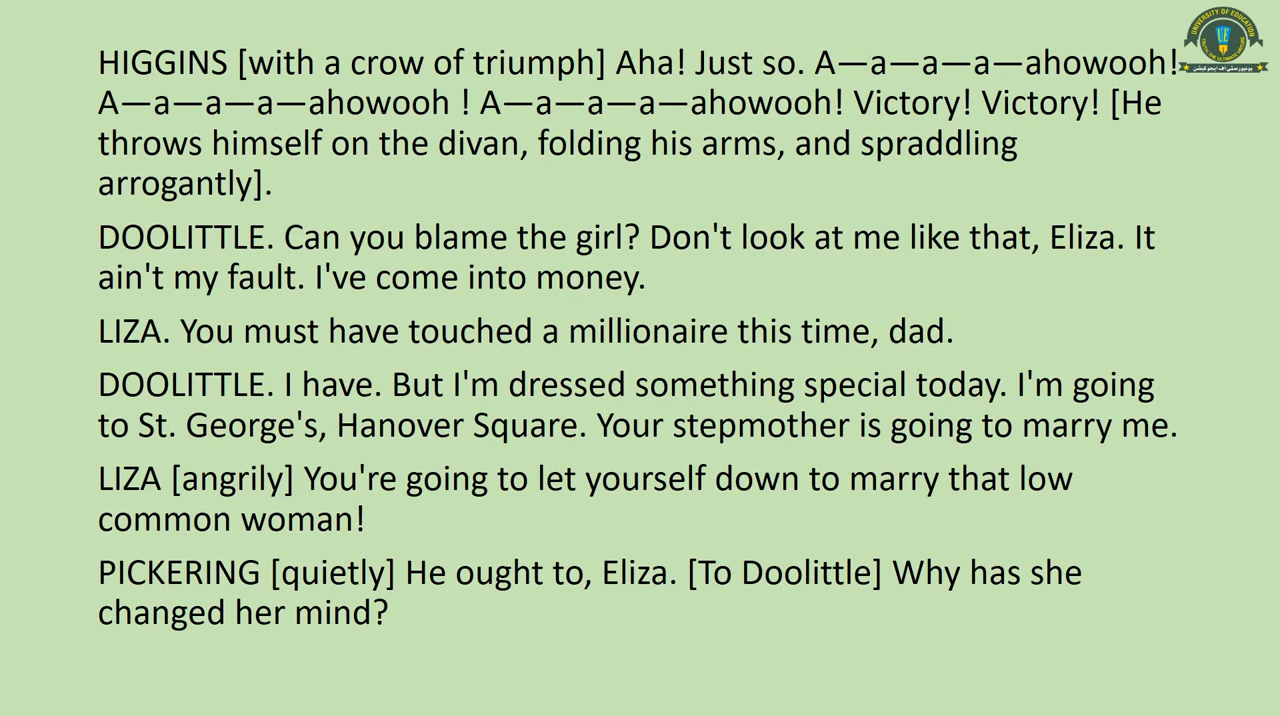 HIGGINS [with a crow of triumph] Aha! Just so. A—a—a—a—ahowooh!
A—a—a—a—ahowooh ! A—a—a—a—ahowooh! Victory! Victory! [He
throws himself on the divan, folding his arms, and spraddling
arrogantly].
DOOLITTLE. Can you blame the girl? Don't look at me like that, Eliza. It
ain't my fault. I've come into money.
LIZA. You must have touched a millionaire this time, dad.
DOOLITTLE. I have. But I'm dressed something special today. I'm going
to St. George's, Hanover Square. Your stepmother is going to marry me.
LIZA [angrily] You're going to let yourself down to marry that low
common woman!
PICKERING [quietly] He ought to, Eliza. [To Doolittle] Why has she
changed her mind?
UNIVERSITY OF EDUCATION
UE
یونیورسٹی آف ایجوکیشن